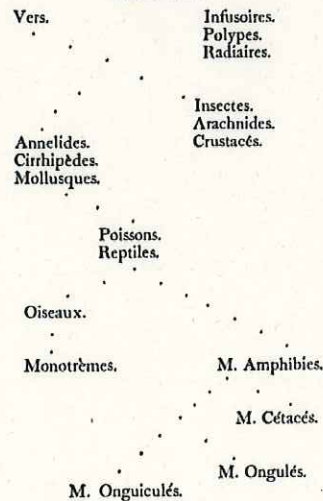 Vers.
Infusoires.
Polypes.
Radiaires.
Insectes.
Arachnides.
Crustacés.
Annelides.
Cirrhipèdes.
Mollusques.
Poissons.
Reptiles.
Oiseaux.
Monotrèmes.
M. Amphibies.
M. Cétacés.
M. Ongulés.
M. Onguiculés.